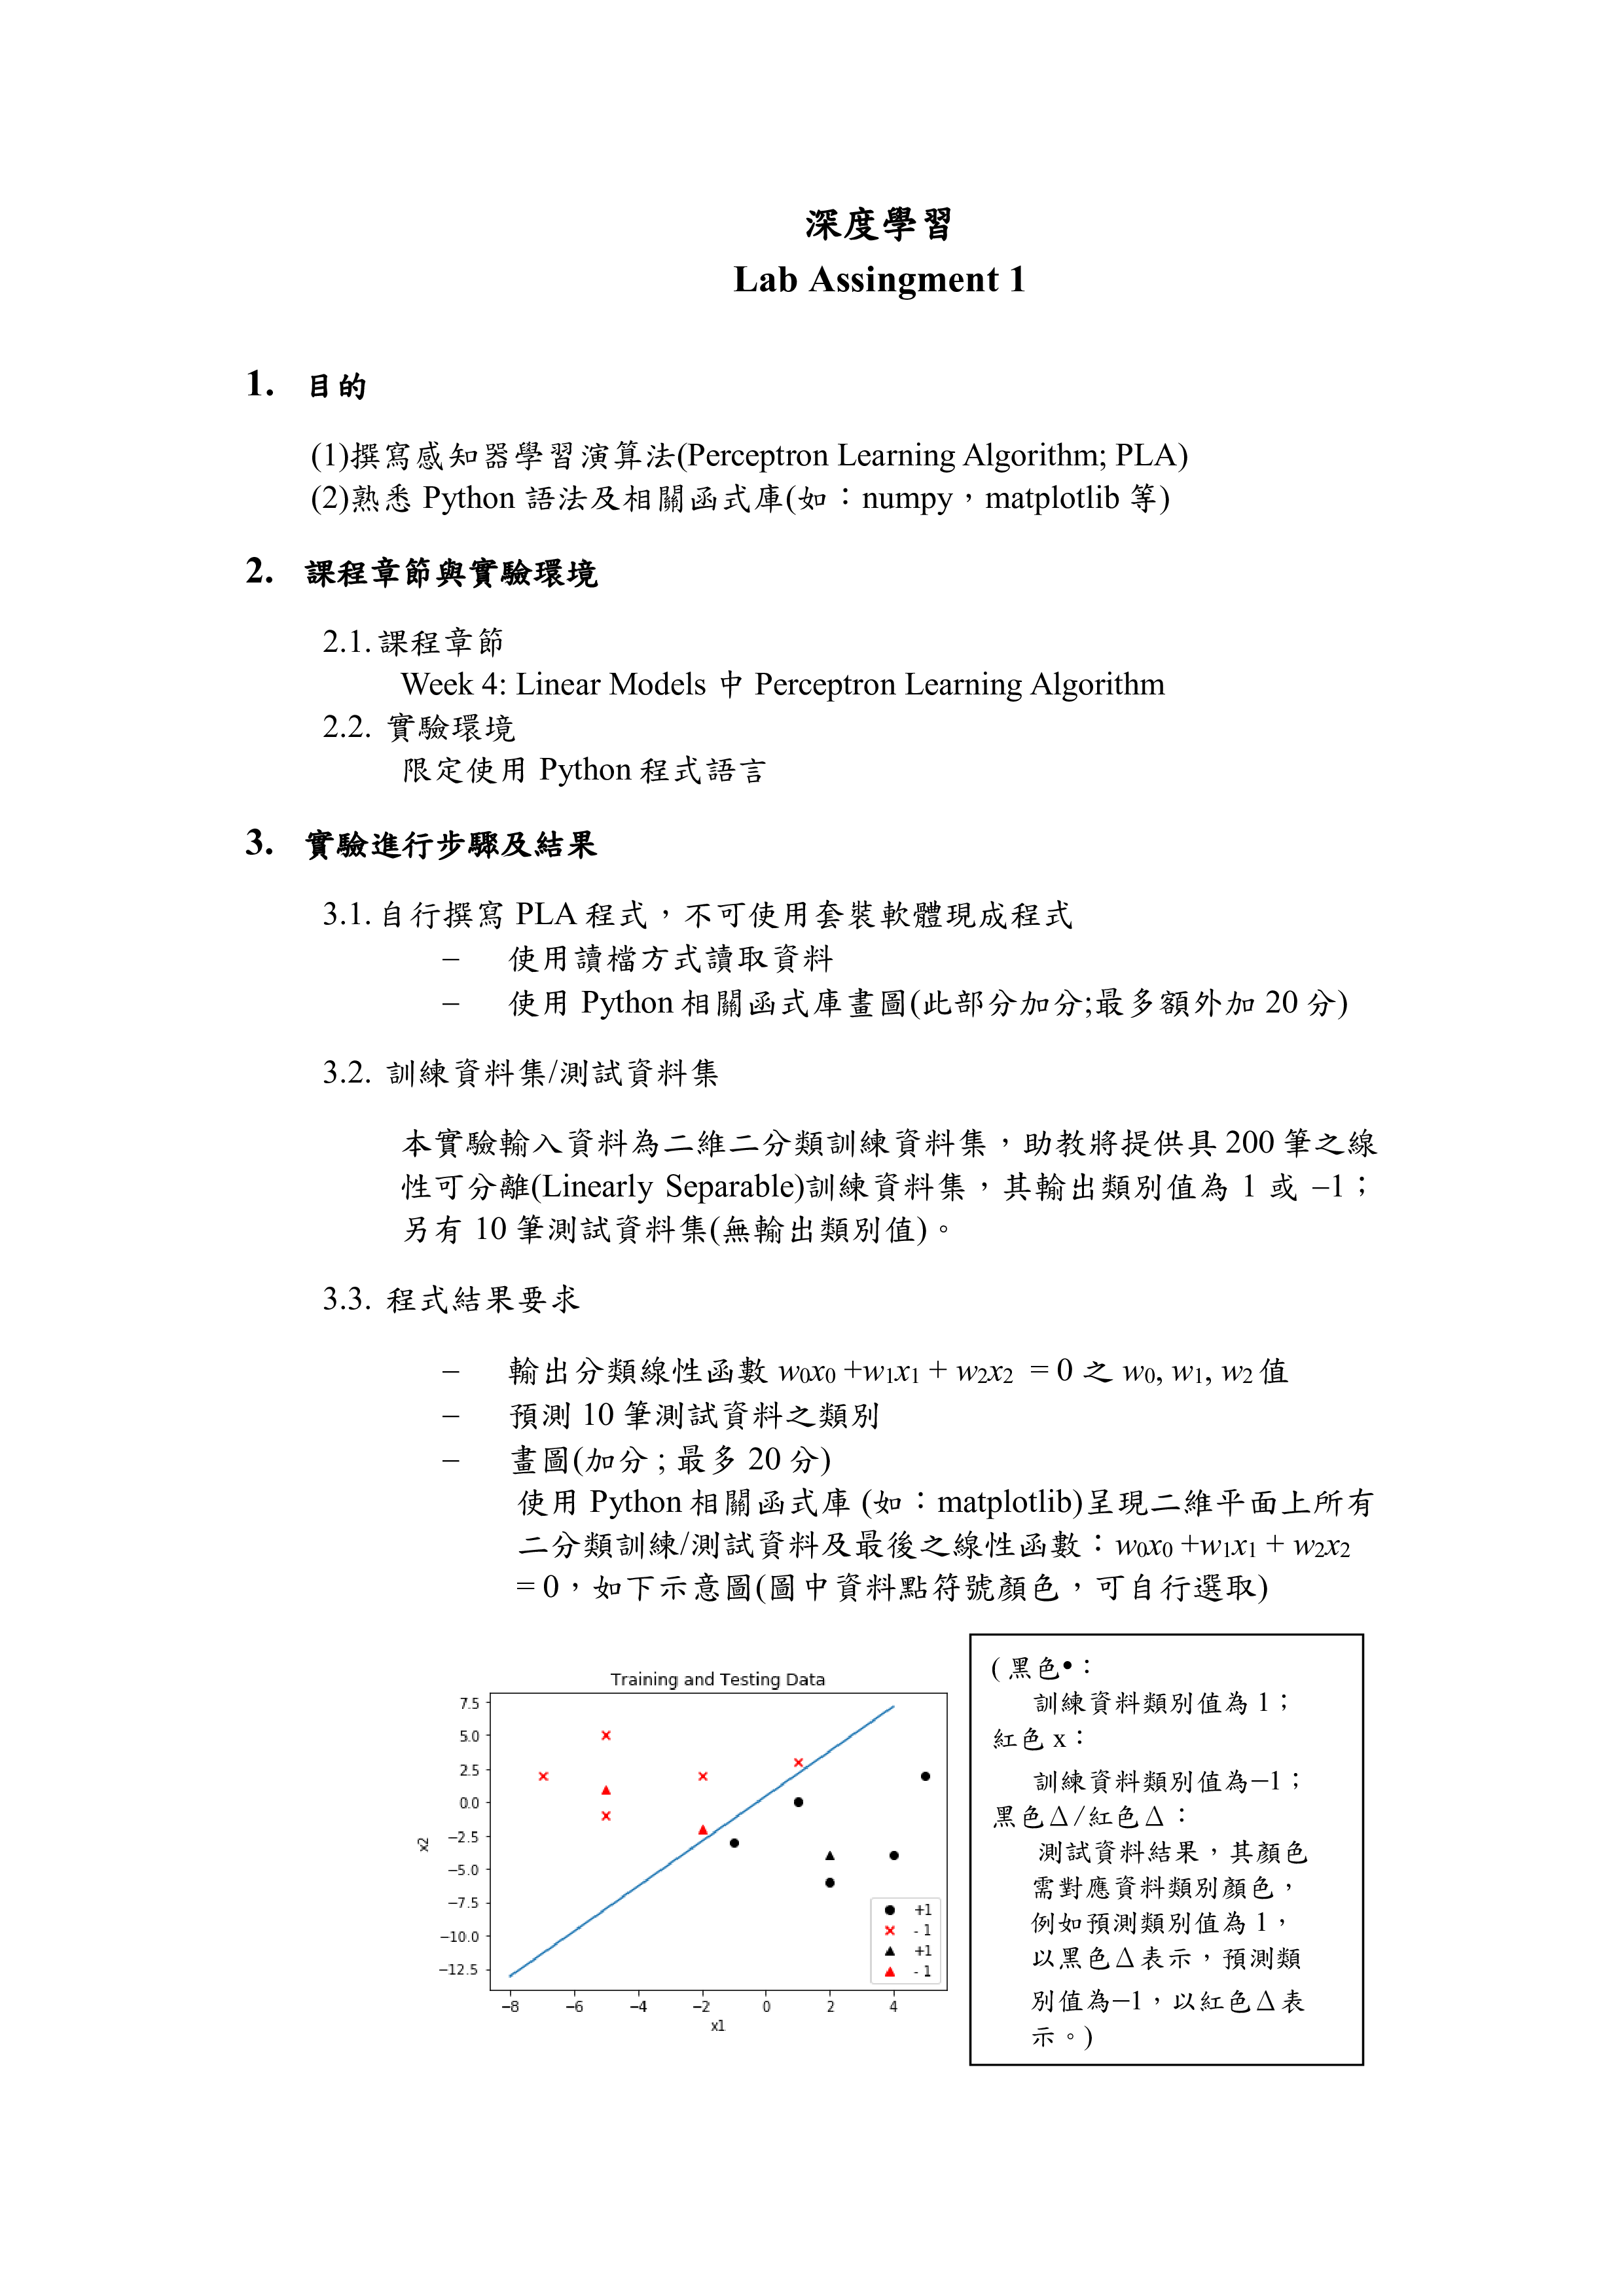 深度學習
Lab Assingment 1
1. 目的
(1)撰寫感知器學習演算法(Perceptron Learning Algorithm; PLA)
(2)熟悉 Python 語法及相關函式庫(如：numpy，matplotlib 等)
2. 課程章節與實驗環境
2.1. 課程章節
Week 4: Linear Models 中 Perceptron Learning Algorithm
2.2. 實驗環境
限定使用 Python 程式語言
3. 實驗進行步驟及結果
3.1. 自行撰寫 PLA 程式，不可使用套裝軟體現成程式
– 使用讀檔方式讀取資料
– 使用 Python 相關函式庫畫圖(此部分加分;最多額外加 20 分)
3.2. 訓練資料集/測試資料集
本實驗輸入資料為二維二分類訓練資料集，助教將提供具 200 筆之線
性可分離(Linearly Separable)訓練資料集，其輸出類別值為 1 或 –1；
另有 10 筆測試資料集(無輸出類別值)。
3.3. 程式結果要求
– 輸出分類線性函數 w0x0 +w1x1 + w2x2 = 0 之 w0, w1, w2 值
– 預測 10 筆測試資料之類別
– 畫圖(加分 ; 最多 20 分)
使用 Python 相關函式庫 (如：matplotlib)呈現二維平面上所有
二分類訓練/測試資料及最後之線性函數：w0x0 +w1x1 + w2x2
= 0，如下示意圖(圖中資料點符號顏色，可自行選取)
Training and Testing Data
7.5
5.0
2.5
0.0
−2.5
−5.0
−7.5
−10.0
−12.5
x2
−8 −6 −4 −2 0 2 4
x1
+1
- 1
+1
- 1
( 黑色•：
訓練資料類別值為 1；
紅色 x：
訓練資料類別值為–1；
黑色Δ/紅色Δ：
測試資料結果，其顏色
需對應資料類別顏色，
例如預測類別值為 1，
以黑色Δ表示，預測類
別值為–1，以紅色Δ表
示。)